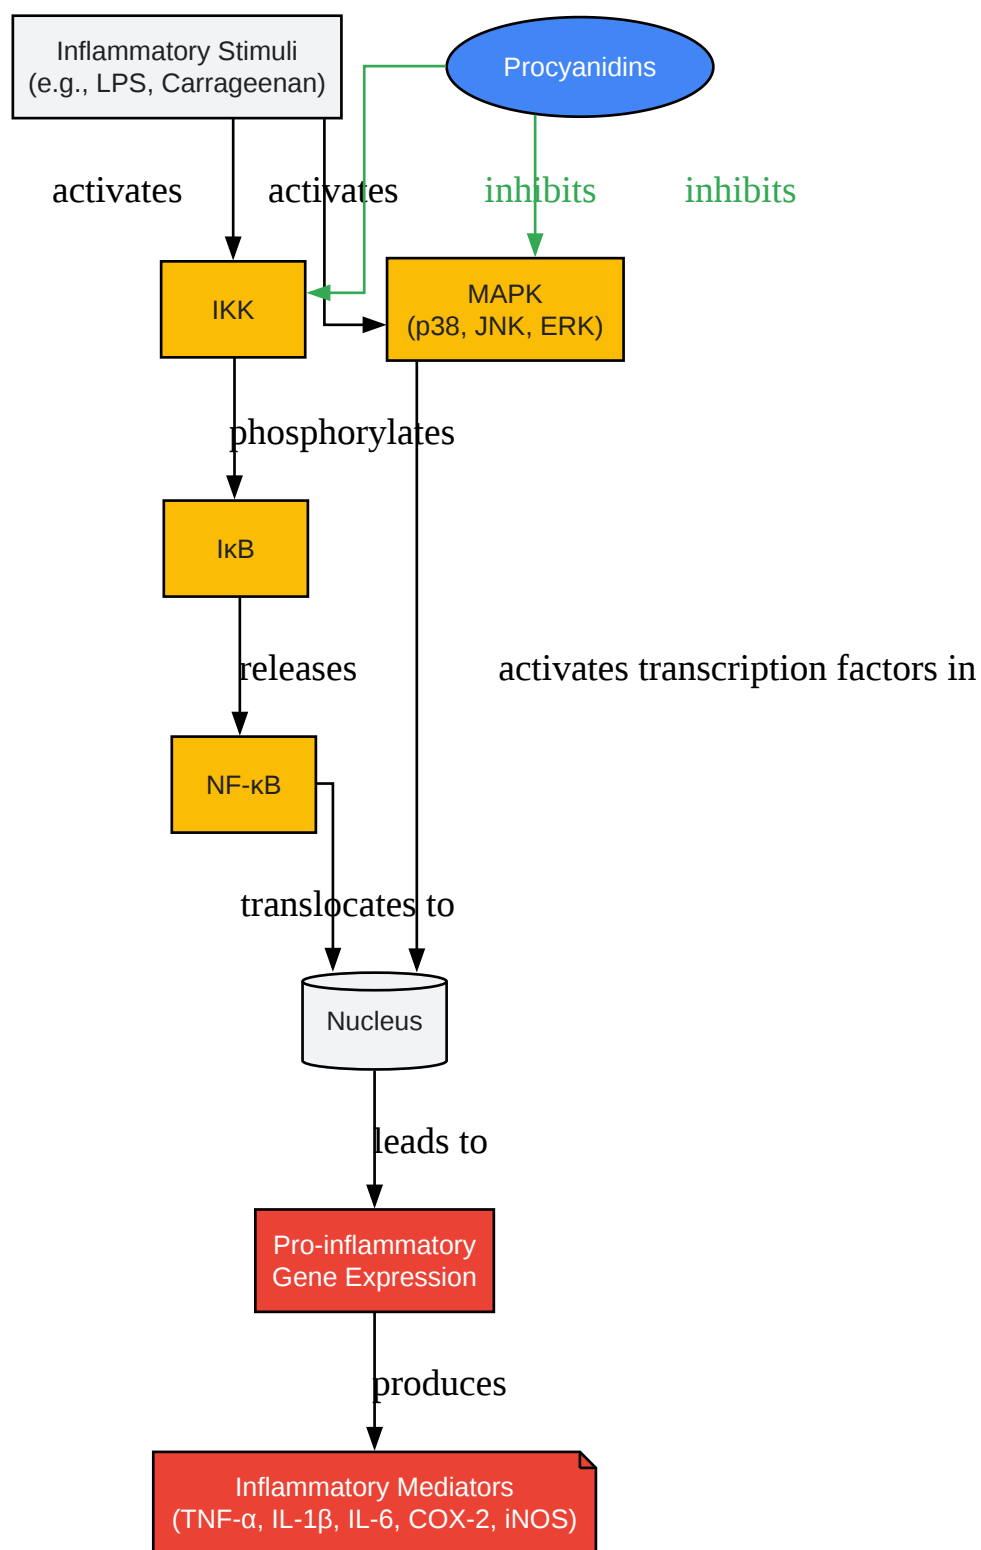 Inflammatory Stimuli
(e.g., LPS, Carrageenan)
Procyanidins
activates
activates
inhibits
inhibits
IKK
MAPK
(p38, JNK, ERK)
phosphorylates
IκB
releases
activates transcription factors in
NF-κB
translocates to
Nucleus
leads to
Pro-inflammatory
Gene Expression
produces
Inflammatory Mediators
(TNF-α, IL-1β, IL-6, COX-2, iNOS)